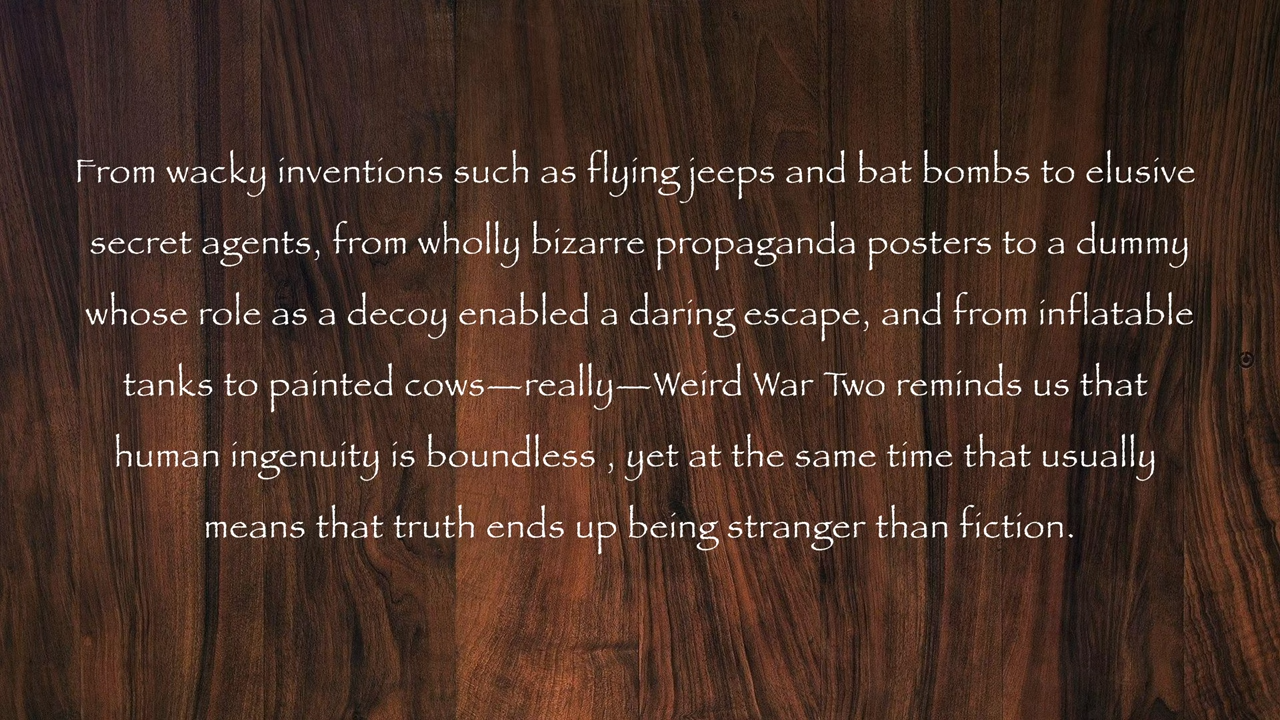 From wacky inventions such as flying jeeps and bat bombs to elusive
secret agents, from wholly bizarre propaganda posters to a dummy
whose role as a decoy enabled a daring escape, and from inflatable
tanks to painted cows—really—Weird War Two reminds us that
human ingenuity is boundless , yet at the same time that usually
means that truth ends up being stranger than fiction.